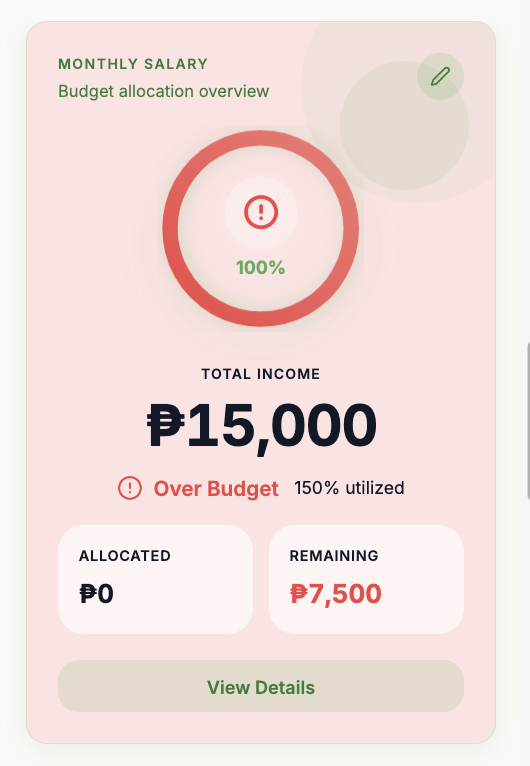 MONTHLY SALARY
Budget allocation overview
100%
TOTAL INCOME
₱15,000
Over Budget 150% utilized
ALLOCATED REMAINING
₱0 ₱7,500
View Details